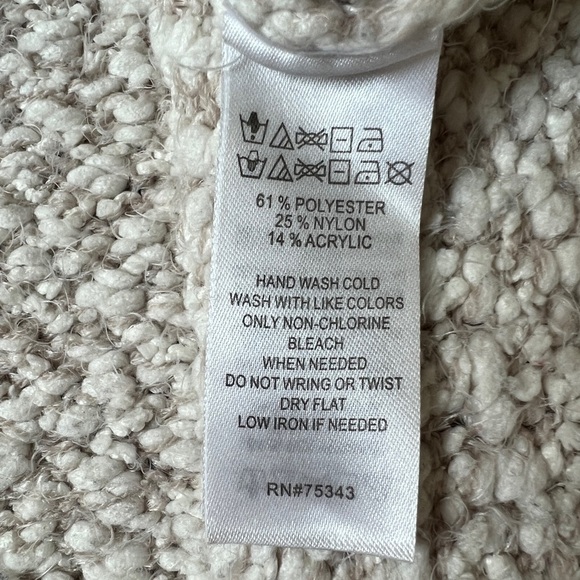 61 % POLYESTER
25 % NYLON
14 % ACRYLIC
HAND WASH COLD
WASH WITH LIKE COLORS
ONLY NON-CHLORINE
BLEACH
WHEN NEEDED
DO NOT WRING OR TWIST
DRY FLAT
LOW IRON IF NEEDED
RN#75343